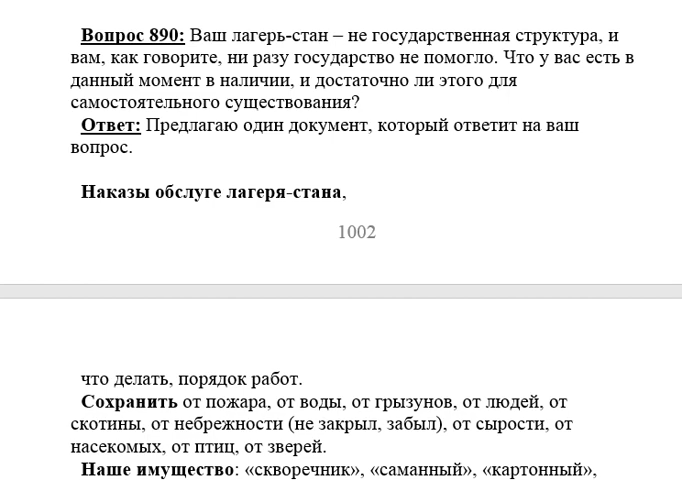 Вопрос 890: Ваш лагерь-стан – не государственная структура, и
вам, как говорите, ни разу государство не помогло. Что у вас есть в
данный момент в наличии, и достаточно ли этого для
самостоятельного существования?
Ответ: Предлагаю один документ, который ответит на ваш
вопрос.
Наказы обслуге лагеря-стана,
1002
что делать, порядок работ.
Сохранить от пожара, от воды, от грызунов, от людей, от
скотины, от небрежности (не закрыл, забыл), от сырости, от
насекомых, от птиц, от зверей.
Наше имущество: «скворечник», «саманный», «картонный»,